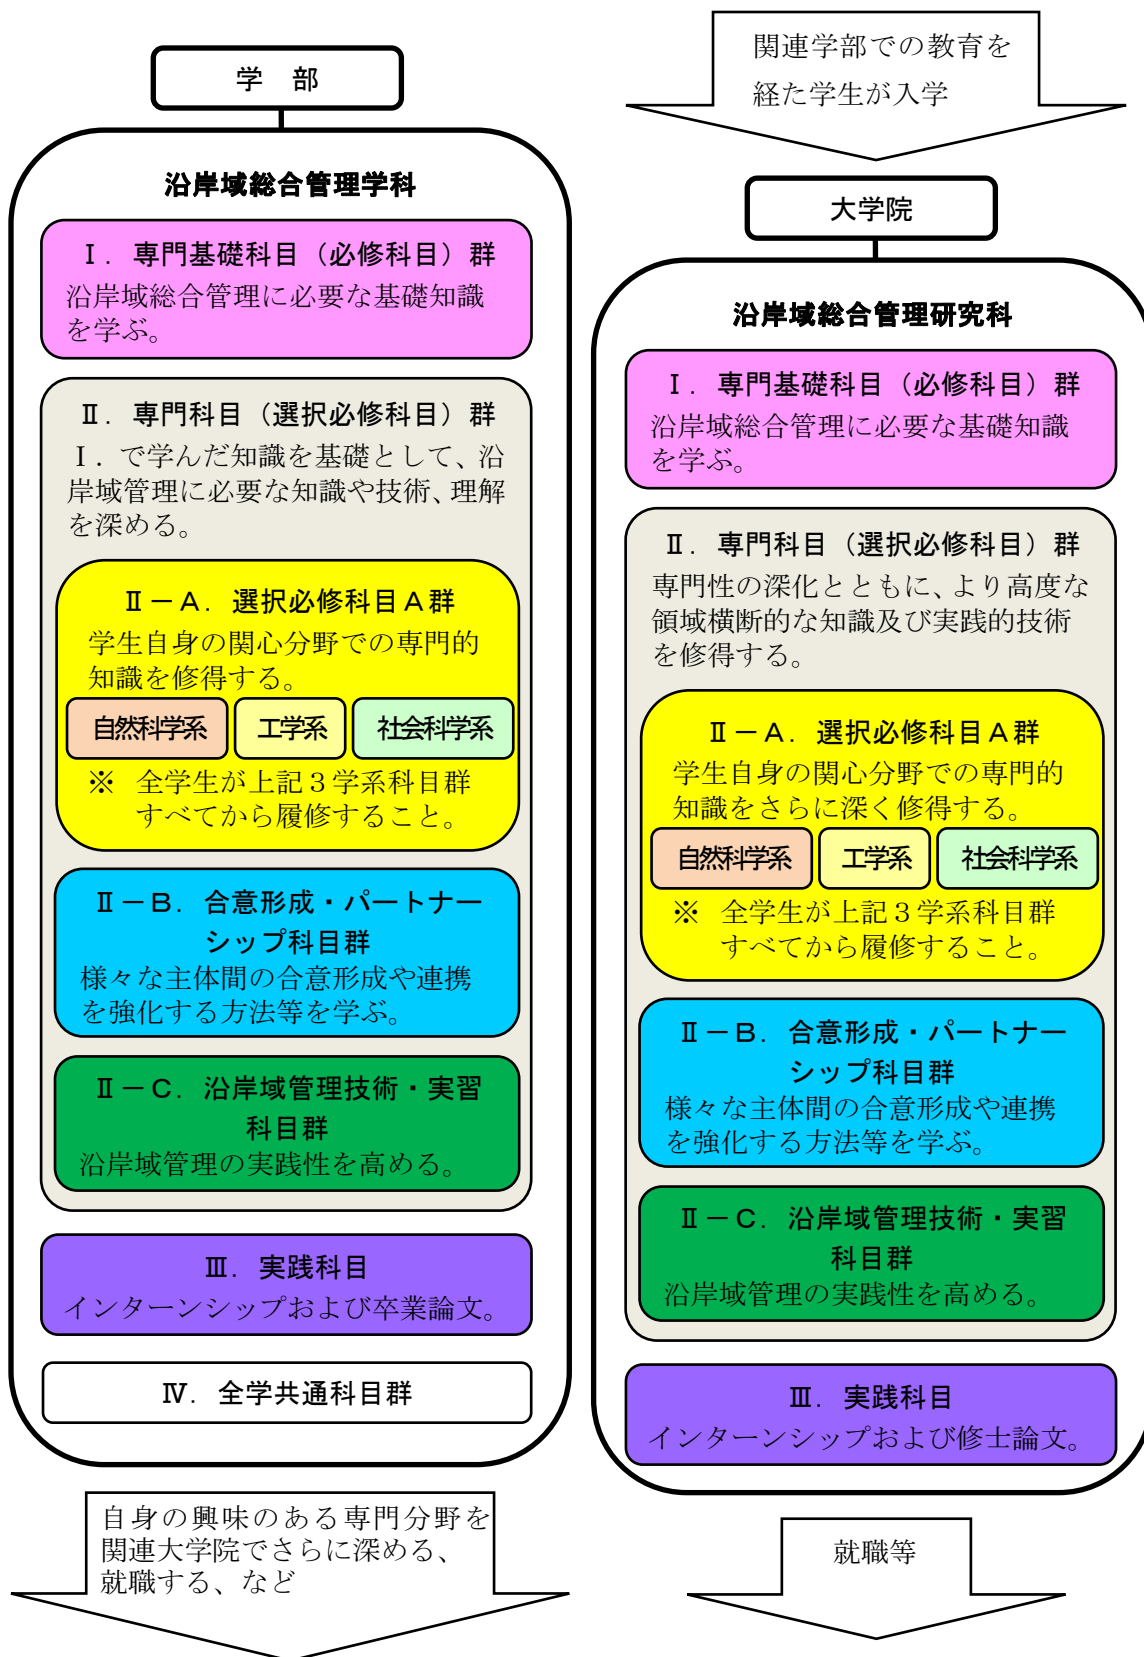 学　部
沿岸域総合管理学科
Ⅰ．専門基礎科目（必修科目）群
沿岸域総合管理に必要な基礎知識
を学ぶ。
Ⅱ．専門科目（選択必修科目）群
Ⅰ．で学んだ知識を基礎として、沿
岸域管理に必要な知識や技術、理解
を深める。
Ⅱ－Ａ．選択必修科目Ａ群
学生自身の関心分野での専門的
知識を修得する。
自然科学系　工学系　社会科学系
※　全学生が上記３学系科目群
すべてから履修すること。
Ⅱ－Ｂ．合意形成・パートナー
シップ科目群
様々な主体間の合意形成や連携
を強化する方法等を学ぶ。
Ⅱ－Ｃ．沿岸域管理技術・実習
科目群
沿岸域管理の実践性を高める。
Ⅲ．実践科目
インターンシップおよび卒業論文。
Ⅳ．全学共通科目群
自身の興味のある専門分野を
関連大学院でさらに深める、
就職する、など
関連学部での教育を
経た学生が入学
大学院
沿岸域総合管理研究科
Ⅰ．専門基礎科目（必修科目）群
沿岸域総合管理に必要な基礎知識
を学ぶ。
Ⅱ．専門科目（選択必修科目）群
専門性の深化とともに、より高度な
領域横断的な知識及び実践的技術
を修得する。
Ⅱ－Ａ．選択必修科目Ａ群
学生自身の関心分野での専門的
知識をさらに深く修得する。
自然科学系　工学系　社会科学系
※　全学生が上記３学系科目群
すべてから履修すること。
Ⅱ－Ｂ．合意形成・パートナー
シップ科目群
様々な主体間の合意形成や連携
を強化する方法等を学ぶ。
Ⅱ－Ｃ．沿岸域管理技術・実習
科目群
沿岸域管理の実践性を高める。
Ⅲ．実践科目
インターンシップおよび修士論文。
就職等